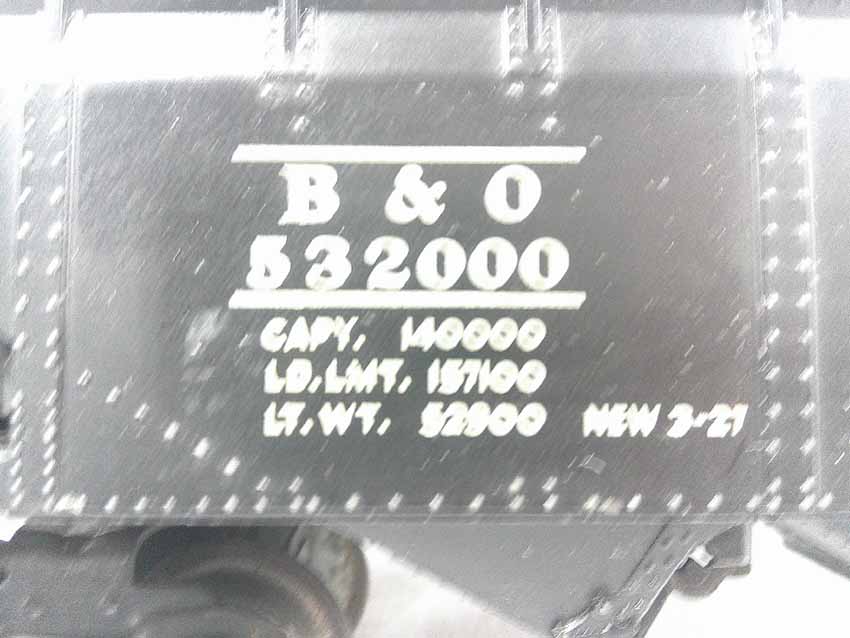 B & O
532000
CAPY. 140000
LD. LMT. 157100
LT. WT. 52900 NEW 3-27